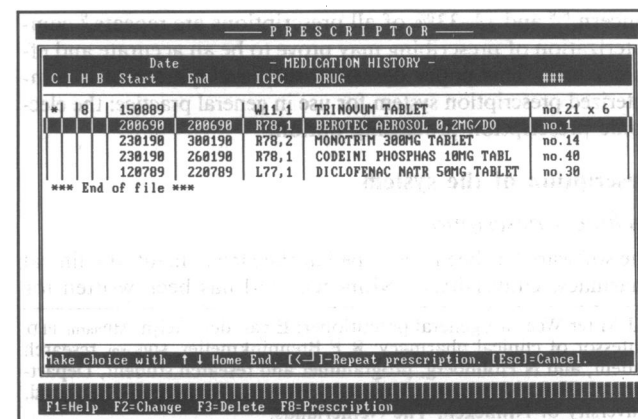 PRESCRIPTOR
Date - MEDICATION HISTORY -
C I H B Start End ICPC DRUG ###
* 8 150889 W11,1 TRINOVUM TABLET no.21 x 6
200690 200690 R78,1 BEROTEC AEROSOL 0,2MG/DO no.1
230190 300190 R78,2 MONOTRIM 300MG TABLET no.14
230190 260190 R78,1 CODEINI PHOSPHAS 10MG TABL no.40
120789 220789 L77,1 DICLOFENAC NATR 50MG TABLET no.30
*** End of file ***
Make choice with ↑ ↓ Home End. [<─┘]-Repeat prescription. [Esc]=Cancel.
F1=Help F2=Change F3=Delete F8=Prescription